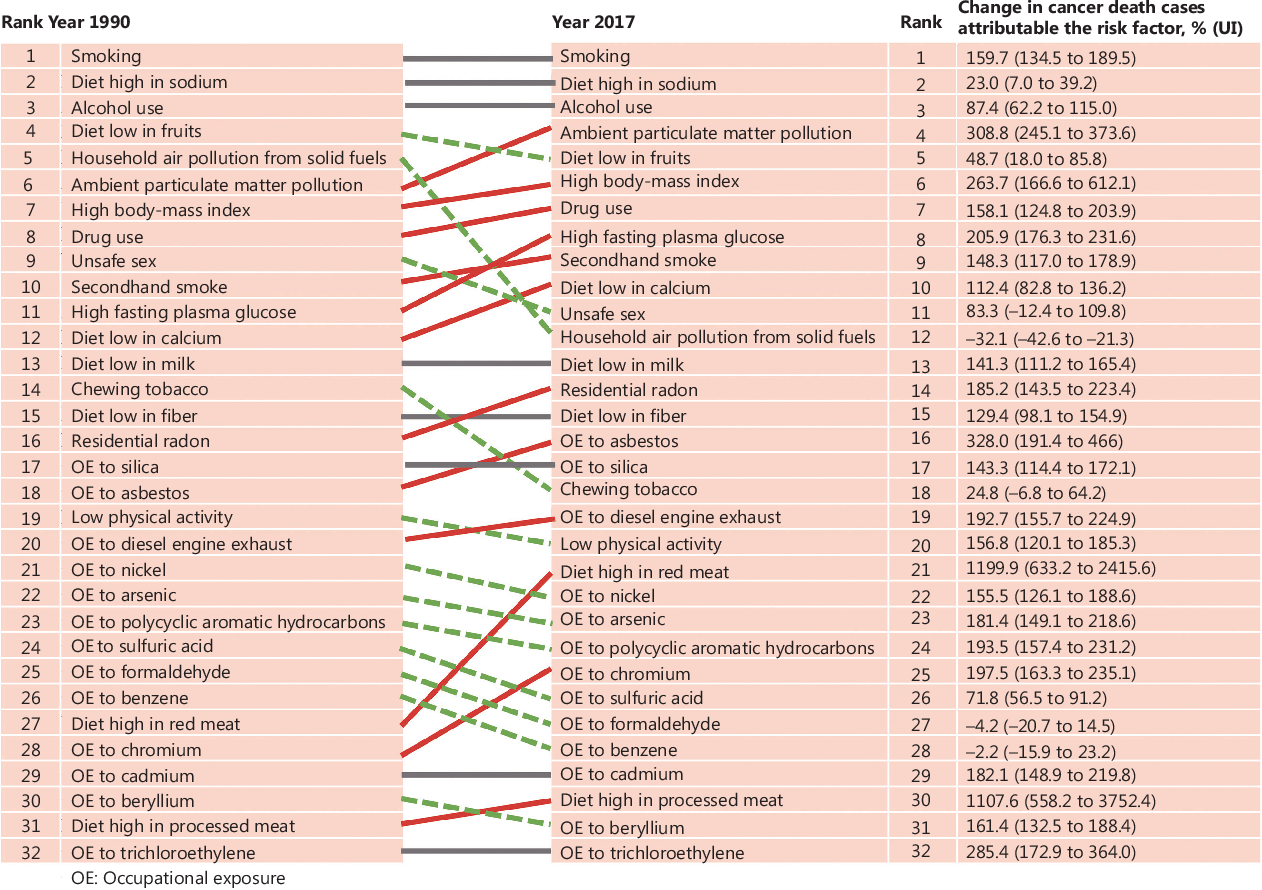 Rank Year 1990 Year 2017 Rank Change in cancer death cases
attributable the risk factor, % (UI)
1 Smoking Smoking 1 159.7 (134.5 to 189.5)
2 Diet high in sodium Diet high in sodium 2 23.0 (7.0 to 39.2)
3 Alcohol use Alcohol use 3 87.4 (62.2 to 115.0)
4 Diet low in fruits Ambient particulate matter pollution 4 308.8 (245.1 to 373.6)
5 Household air pollution from solid fuels Diet low in fruits 5 48.7 (18.0 to 85.8)
6 Ambient particulate matter pollution High body-mass index 6 263.7 (166.6 to 612.1)
7 High body-mass index Drug use 7 158.1 (124.8 to 203.9)
8 Drug use High fasting plasma glucose 8 205.9 (176.3 to 231.6)
9 Unsafe sex Secondhand smoke 9 148.3 (117.0 to 178.9)
10 Secondhand smoke Diet low in calcium 10 112.4 (82.8 to 136.2)
11 High fasting plasma glucose Unsafe sex 11 83.3 (–12.4 to 109.8)
12 Diet low in calcium Household air pollution from solid fuels 12 –32.1 (–42.6 to –21.3)
13 Diet low in milk Diet low in milk 13 141.3 (111.2 to 165.4)
14 Chewing tobacco Residential radon 14 185.2 (143.5 to 223.4)
15 Diet low in fiber Diet low in fiber 15 129.4 (98.1 to 154.9)
16 Residential radon OE to asbestos 16 328.0 (191.4 to 466)
17 OE to silica OE to silica 17 143.3 (114.4 to 172.1)
18 OE to asbestos Chewing tobacco 18 24.8 (–6.8 to 64.2)
19 Low physical activity OE to diesel engine exhaust 19 192.7 (155.7 to 224.9)
20 OE to diesel engine exhaust Low physical activity 20 156.8 (120.1 to 185.3)
21 OE to nickel Diet high in red meat 21 1199.9 (633.2 to 2415.6)
22 OE to arsenic OE to nickel 22 155.5 (126.1 to 188.6)
23 OE to polycyclic aromatic hydrocarbons OE to arsenic 23 181.4 (149.1 to 218.6)
24 OE to sulfuric acid OE to polycyclic aromatic hydrocarbons 24 193.5 (157.4 to 231.2)
25 OE to formaldehyde OE to chromium 25 197.5 (163.3 to 235.1)
26 OE to benzene OE to sulfuric acid 26 71.8 (56.5 to 91.2)
27 Diet high in red meat OE to formaldehyde 27 –4.2 (–20.7 to 14.5)
28 OE to chromium OE to benzene 28 –2.2 (–15.9 to 23.2)
29 OE to cadmium OE to cadmium 29 182.1 (148.9 to 219.8)
30 OE to beryllium Diet high in processed meat 30 1107.6 (558.2 to 3752.4)
31 Diet high in processed meat OE to beryllium 31 161.4 (132.5 to 188.4)
32 OE to trichloroethylene OE to trichloroethylene 32 285.4 (172.9 to 364.0)
OE: Occupational exposure